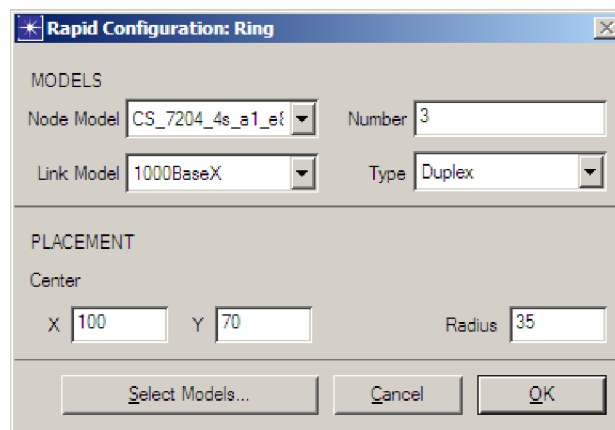 Rapid Configuration: Ring
MODELS
Node Model CS_7204_4s_a1_e Number 3
Link Model 1000BaseX Type Duplex
PLACEMENT
Center
X 100 Y 70 Radius 35
Select Models... Cancel OK